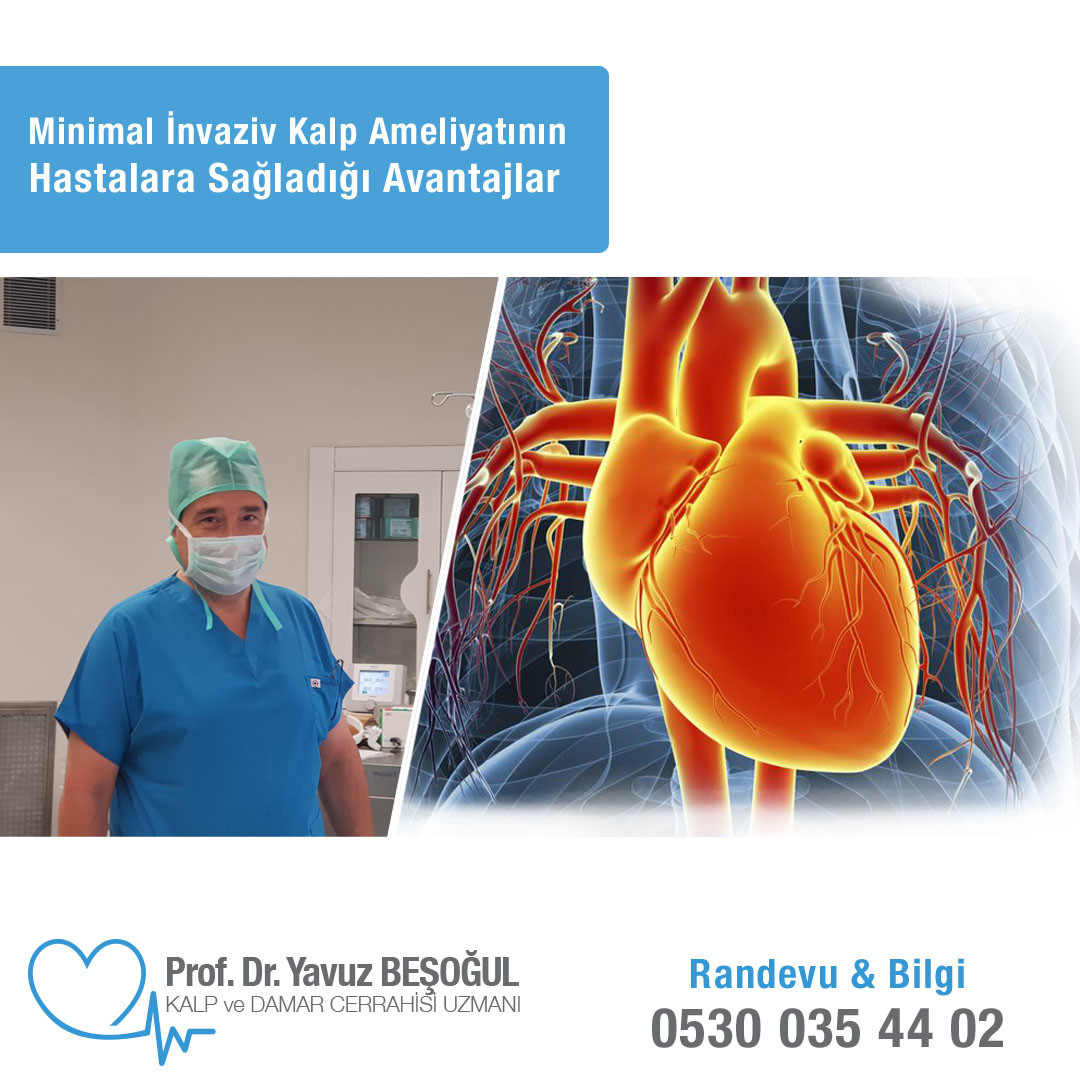 Minimal İnvaziv Kalp Ameliyatının
Hastalara Sağladığı Avantajlar
Prof. Dr. Yavuz BEŞOĞUL
KALP ve DAMAR CERRAHİSİ UZMANI
Randevu & Bilgi
0530 035 44 02